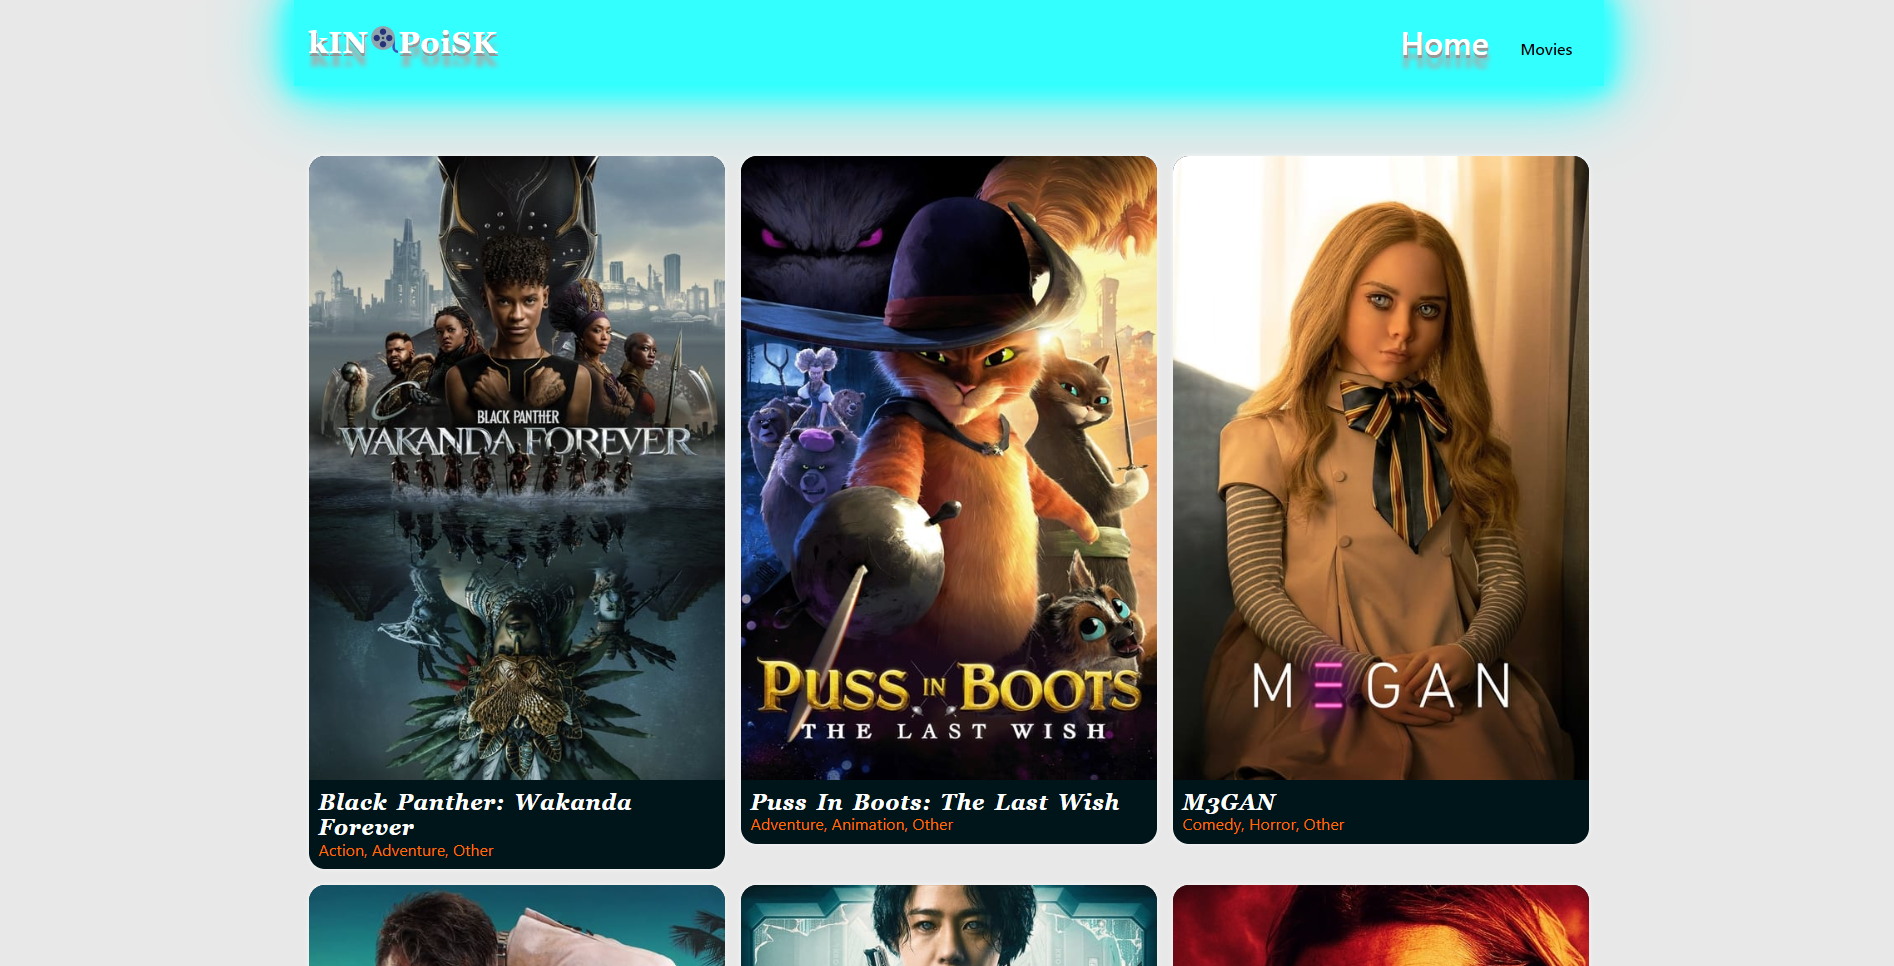 kIN PoiSK
Home
Movies
BLACK PANTHER
WAKANDA FOREVER
PUSS IN BOOTS
THE LAST WISH
M Ξ G A N
Black Panther: Wakanda
Forever
Action, Adventure, Other
Puss In Boots: The Last Wish
Adventure, Animation, Other
M3GAN
Comedy, Horror, Other